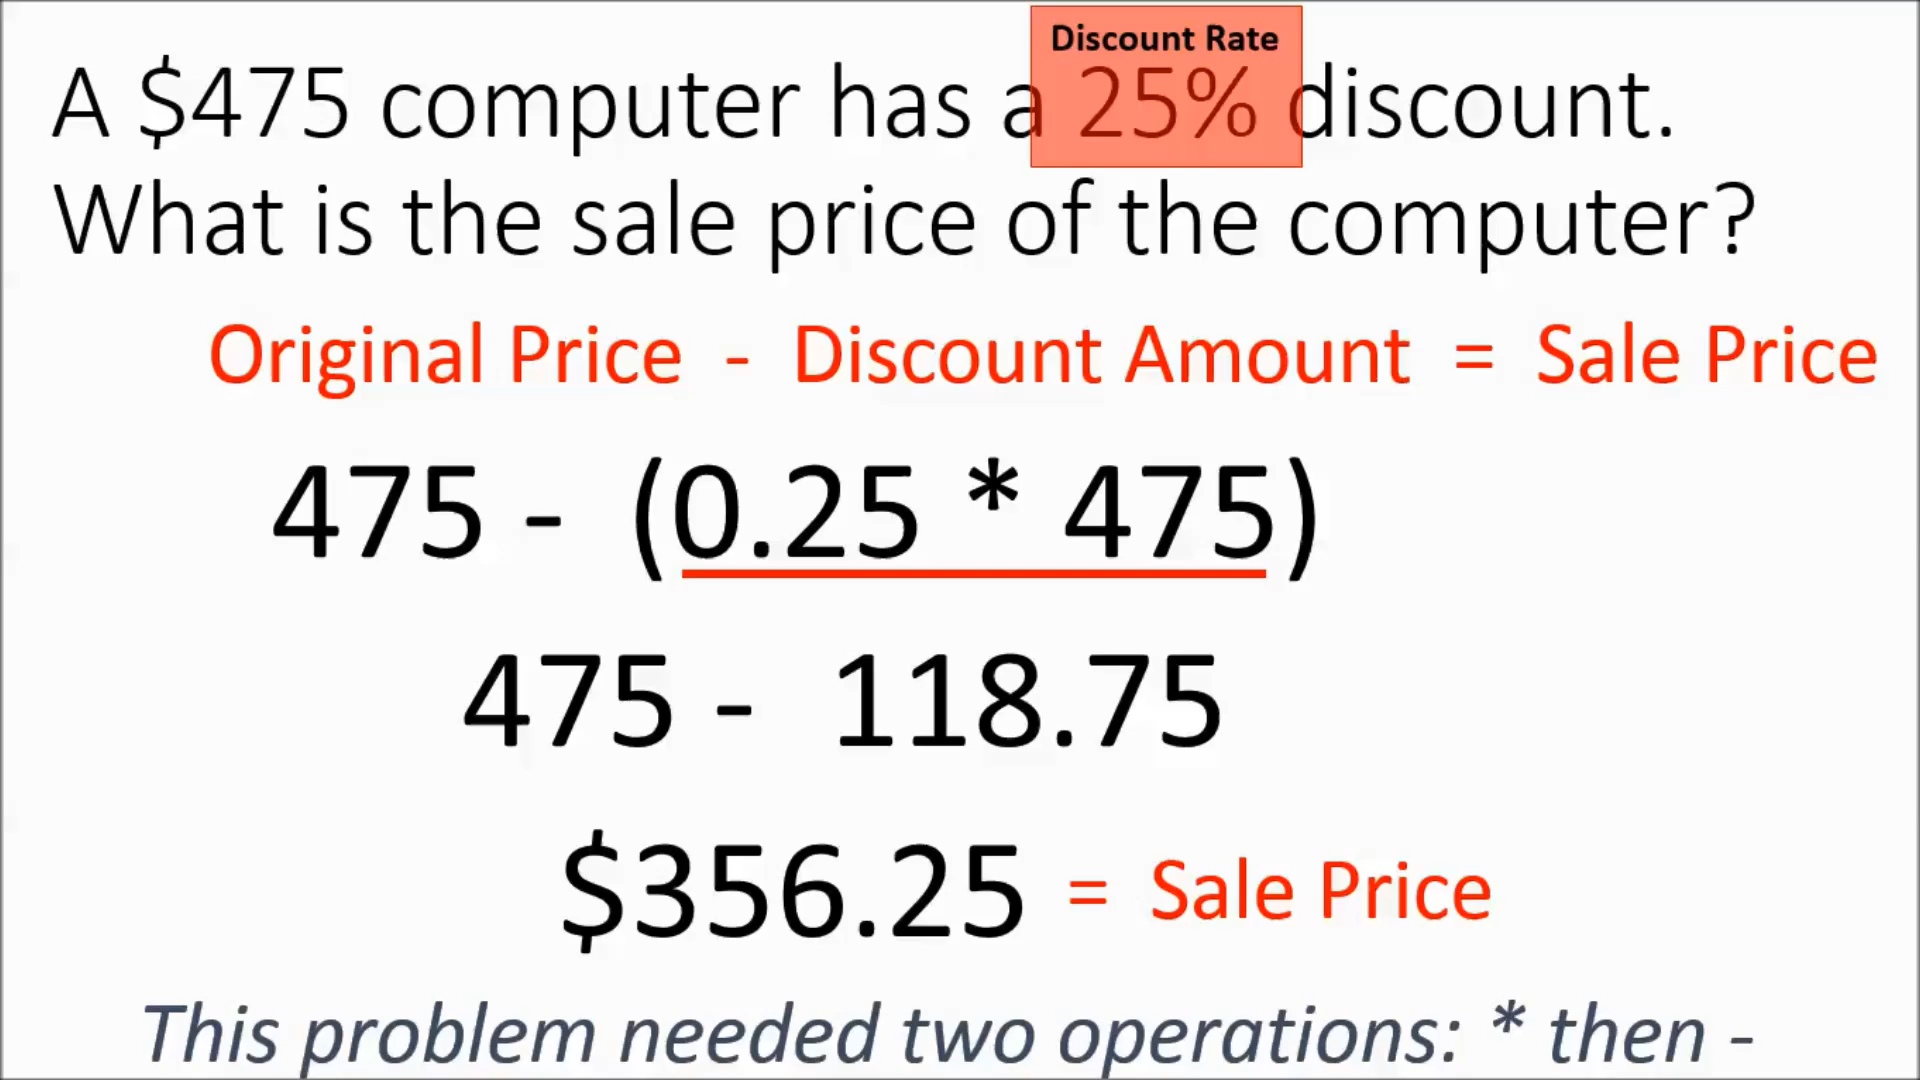 Discount Rate
A $475 computer has a 25% discount.
What is the sale price of the computer?
Original Price - Discount Amount = Sale Price
475 - (0.25 * 475)
475 - 118.75
$356.25 = Sale Price
This problem needed two operations: * then -